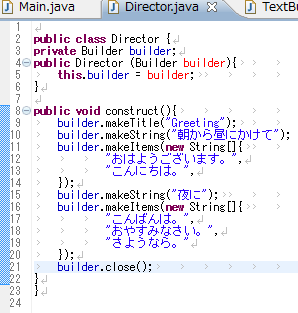 Main.java Director.java TextBu
1
2 public class Director {
3 private Builder builder;
4 public Director (Builder builder){
5 this.builder = builder;
6 }
7
8 public void construct(){
9 builder.makeTitle("Greeting");
10 builder.makeString("朝から昼にかけて");
11 builder.makeItems(new String[]{
12 "おはようございます。",
13 "こんにちは。",
14 });
15 builder.makeString("夜に");
16 builder.makeItems(new String[]{
17 "こんばんは。",
18 "おやすみなさい。",
19 "さようなら。"
20 });
21 builder.close();
22 }
23 }
24